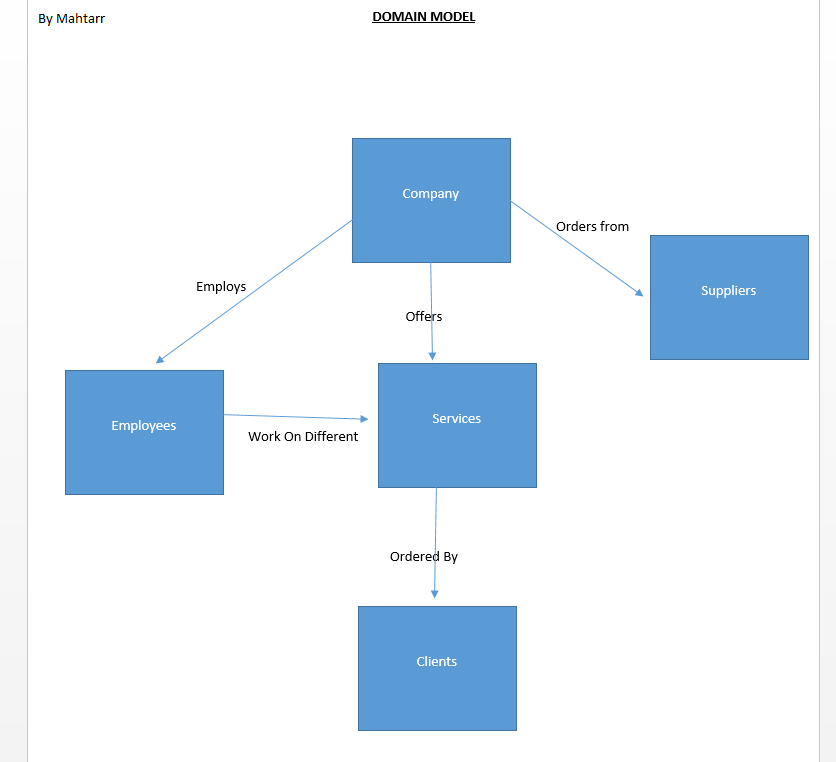 By Mahtarr
DOMAIN MODEL
Company
Orders from
Suppliers
Employs
Offers
Employees
Services
Work On Different
Ordered By
Clients